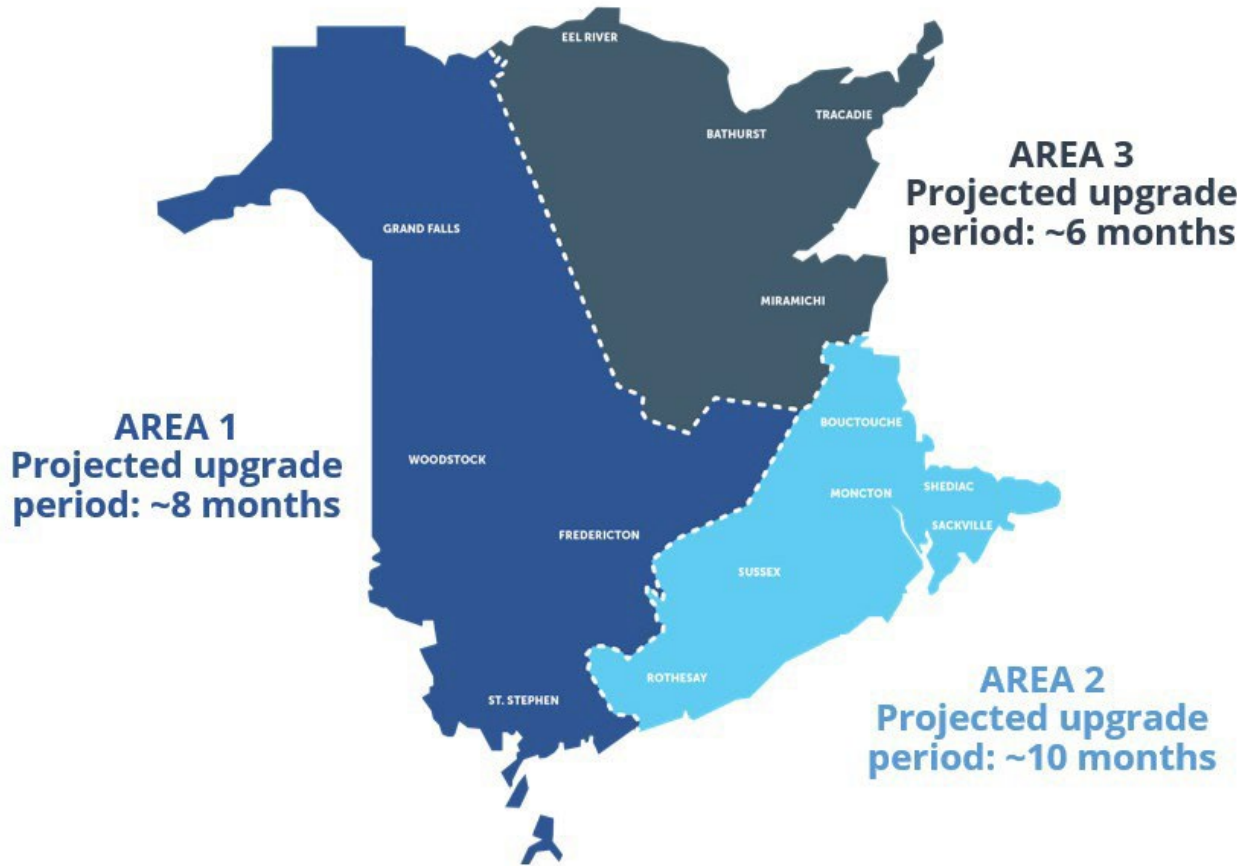 EEL RIVER
TRACADIE
BATHURST
AREA 3
Projected upgrade
period: ~6 months
GRAND FALLS
MIRAMICHI
AREA 1
Projected upgrade
period: ~8 months
BOUCTOUCHE
WOODSTOCK
MONCTON
SHEDIAC
SACKVILLE
FREDERICTON
SUSSEX
ROTHESAY
ST. STEPHEN
AREA 2
Projected upgrade
period: ~10 months